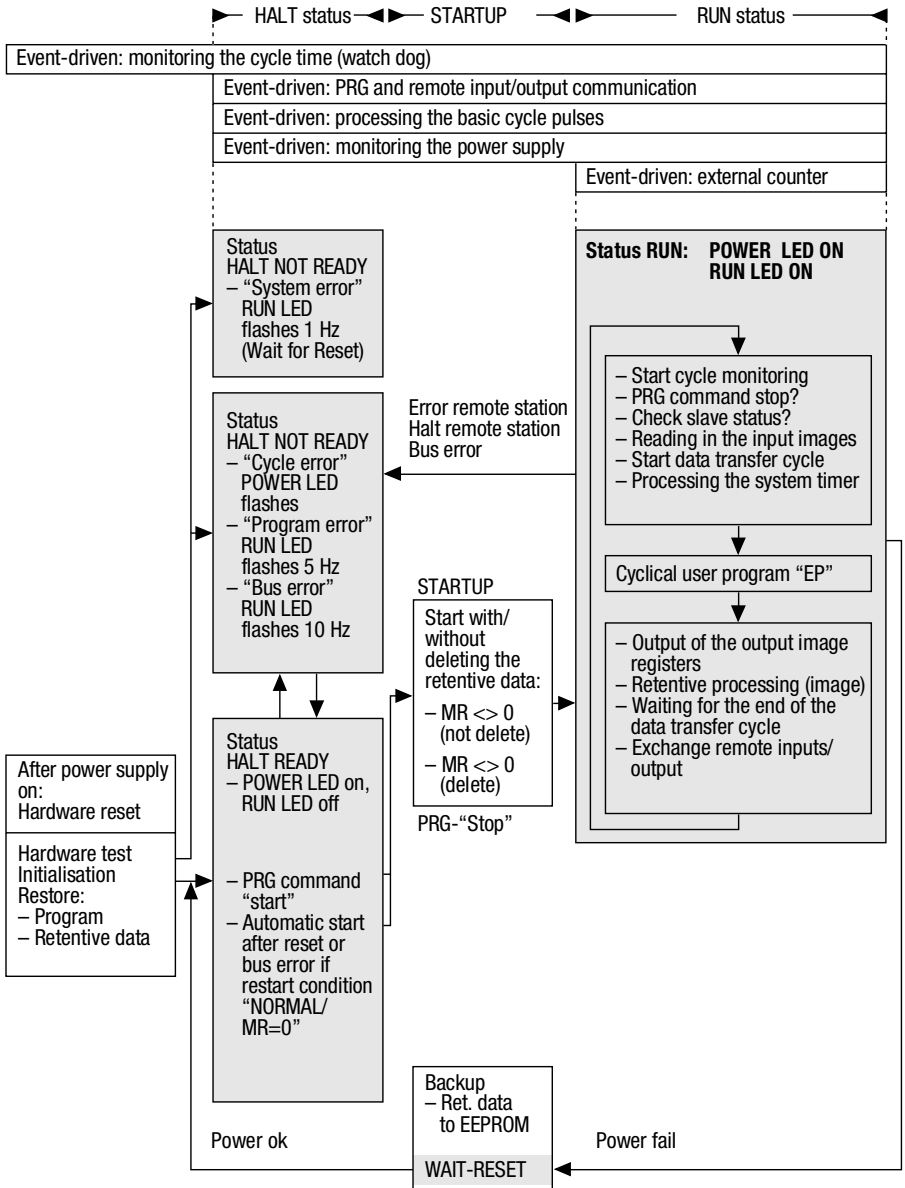 HALT status
STARTUP
RUN status
Event-driven: monitoring the cycle time (watch dog)
Event-driven: PRG and remote input/output communication
Event-driven: processing the basic cycle pulses
Event-driven: monitoring the power supply
Event-driven: external counter
Status
HALT NOT READY
– “System error”
RUN LED
flashes 1 Hz
(Wait for Reset)
Status RUN: POWER LED ON
RUN LED ON
– Start cycle monitoring
– PRG command stop?
– Check slave status?
– Reading in the input images
– Start data transfer cycle
– Processing the system timer
Status
HALT NOT READY
– “Cycle error”
POWER LED
flashes
– “Program error”
RUN LED
flashes 5 Hz
– “Bus error”
RUN LED
flashes 10 Hz
Error remote station
Halt remote station
Bus error
Cyclical user program “EP”
STARTUP
Start with/
without
deleting the
retentive data:
– MR <> 0
(not delete)
– MR <> 0
(delete)
PRG-“Stop”
– Output of the output image
registers
– Retentive processing (image)
– Waiting for the end of the
data transfer cycle
– Exchange remote inputs/
output
Status
HALT READY
– POWER LED on,
RUN LED off
– PRG command
“start”
– Automatic start
after reset or
bus error if
restart condition
“NORMAL/
MR=0”
After power supply
on:
Hardware reset
Hardware test
Initialisation
Restore:
– Program
– Retentive data
Backup
– Ret. data
to EEPROM
WAIT-RESET
Power ok
Power fail